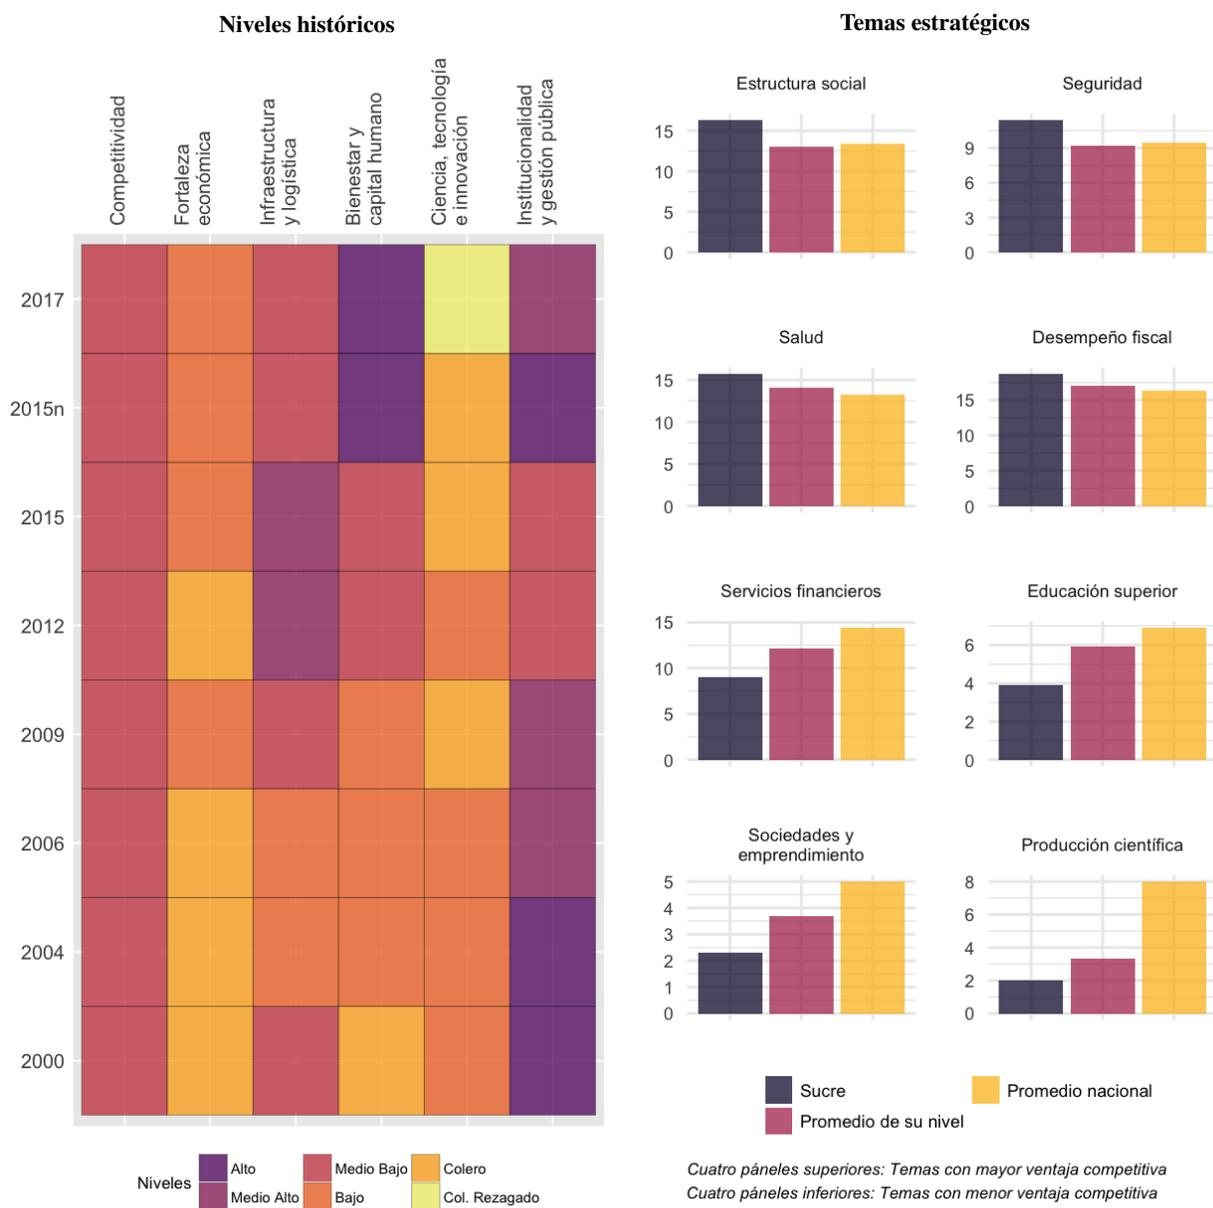 Niveles históricos
Competitividad
Fortaleza
económica
Infraestructura
y logística
Bienestar y
capital humano
Ciencia, tecnología
e innovación
Institucionalidad
y gestión pública
2017
2015n
2015
2012
2009
2006
2004
2000
Niveles
Alto
Medio Bajo
Colero
Medio Alto
Bajo
Col. Rezagado
Temas estratégicos
Estructura social
15
10
5
0
Seguridad
9
6
3
0
Salud
15
10
5
0
Desempeño fiscal
15
10
5
0
Servicios financieros
15
10
5
0
Educación superior
6
4
2
0
Sociedades y
emprendimiento
5
4
3
2
1
0
Producción científica
8
6
4
2
0
Sucre
Promedio nacional
Promedio de su nivel
Cuatro páneles superiores: Temas con mayor ventaja competitiva
Cuatro páneles inferiores: Temas con menor ventaja competitiva